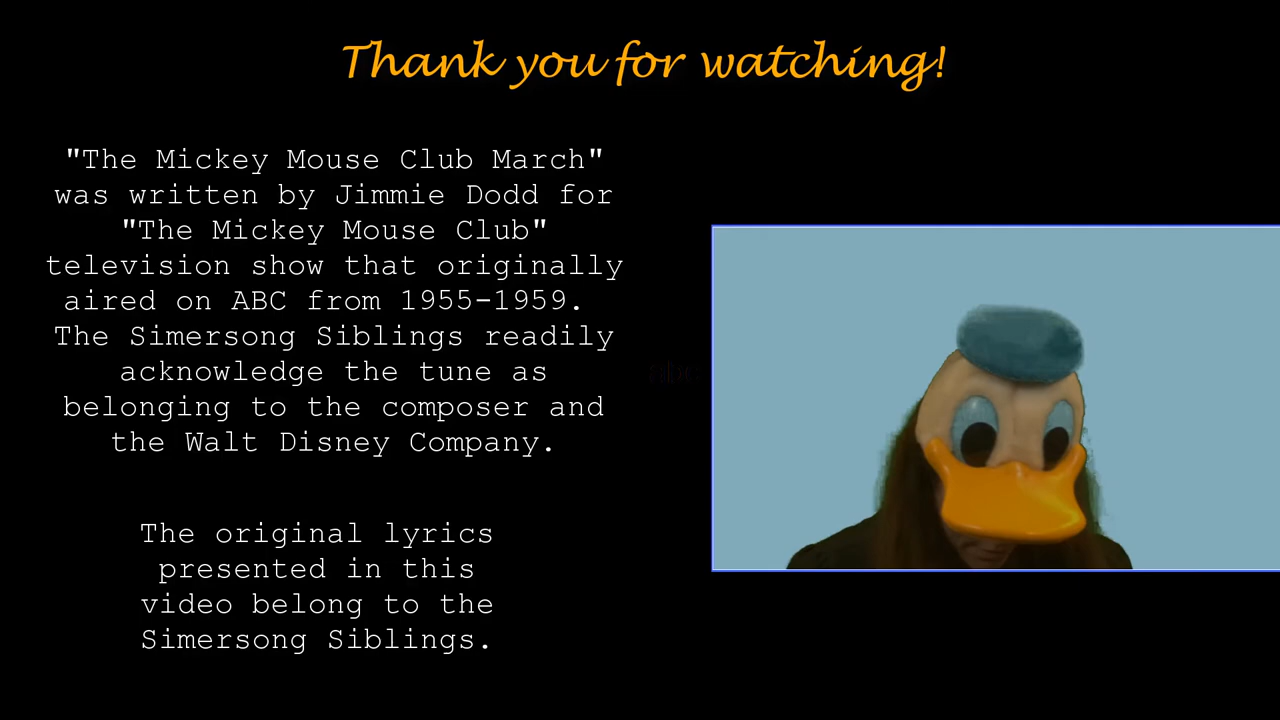 Thank you for watching!
"The Mickey Mouse Club March"
was written by Jimmie Dodd for
"The Mickey Mouse Club"
television show that originally
aired on ABC from 1955-1959.
The Simersong Siblings readily
acknowledge the tune as
belonging to the composer and
the Walt Disney Company.
The original lyrics
presented in this
video belong to the
Simersong Siblings.